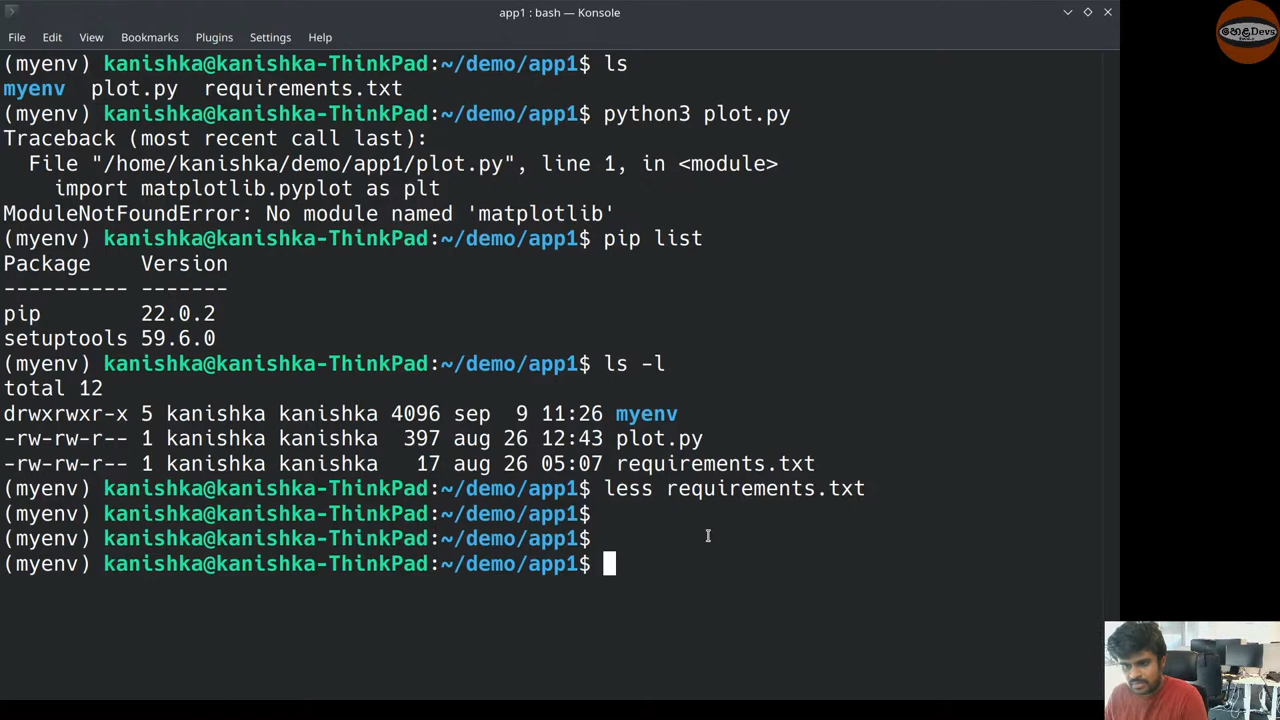 app1 : bash — Konsole
File Edit View Bookmarks Plugins Settings Help
(myenv) kanishka@kanishka-ThinkPad:~/demo/app1$ ls
myenv plot.py requirements.txt
(myenv) kanishka@kanishka-ThinkPad:~/demo/app1$ python3 plot.py
Traceback (most recent call last):
File "/home/kanishka/demo/app1/plot.py", line 1, in <module>
import matplotlib.pyplot as plt
ModuleNotFoundError: No module named 'matplotlib'
(myenv) kanishka@kanishka-ThinkPad:~/demo/app1$ pip list
Package Version
---------- -------
pip 22.0.2
setuptools 59.6.0
(myenv) kanishka@kanishka-ThinkPad:~/demo/app1$ ls -l
total 12
drwxrwxr-x 5 kanishka kanishka 4096 sep 9 11:26 myenv
-rw-rw-r-- 1 kanishka kanishka 397 aug 26 12:43 plot.py
-rw-rw-r-- 1 kanishka kanishka 17 aug 26 05:07 requirements.txt
(myenv) kanishka@kanishka-ThinkPad:~/demo/app1$ less requirements.txt
(myenv) kanishka@kanishka-ThinkPad:~/demo/app1$
(myenv) kanishka@kanishka-ThinkPad:~/demo/app1$
(myenv) kanishka@kanishka-ThinkPad:~/demo/app1$
හෙළDevs